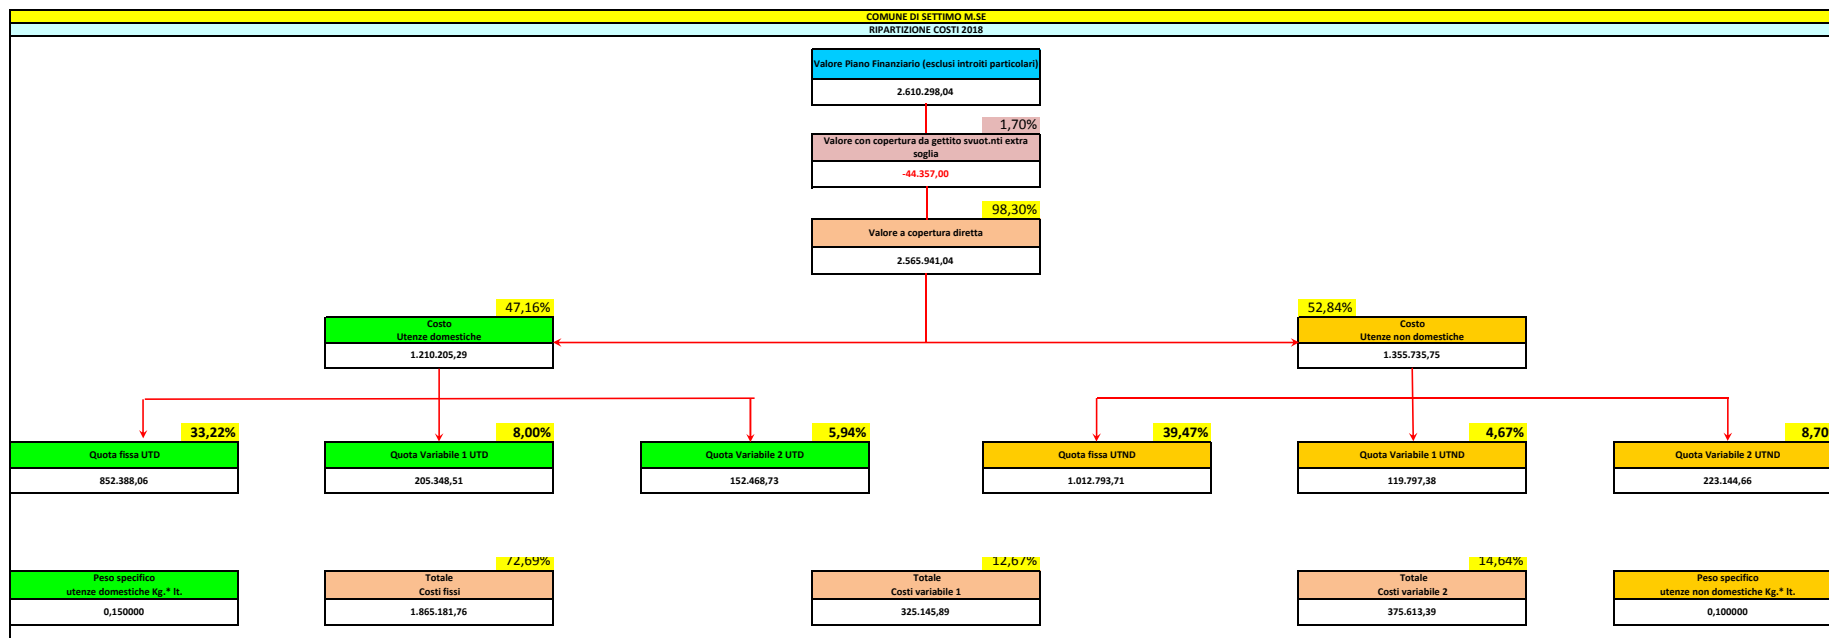 COMUNE DI SETTIMO M.SE
RIPARTIZIONE COSTI 2018
Valore Piano Finanziario (esclusi introiti particolari)
2.610.298,04
1,70%
Valore con copertura da gettito svuot.nti extra
soglia
-44.357,00
98,30%
Valore a copertura diretta
2.565.941,04
47,16%
52,84%
Costo
Utenze domestiche
1.210.205,29
Costo
Utenze non domestiche
1.355.735,75
33,22%
8,00%
5,94%
39,47%
4,67%
8,70
Quota fissa UTD
Quota Variabile 1 UTD
Quota Variabile 2 UTD
Quota fissa UTND
Quota Variabile 1 UTND
Quota Variabile 2 UTND
852.388,06
205.348,51
152.468,73
1.012.793,71
119.797,38
223.144,66
72,69%
12,67%
14,64%
Peso specifico
utenze domestiche Kg.* lt.
0,150000
Totale
Costi fissi
1.865.181,76
Totale
Costi variabile 1
325.145,89
Totale
Costi variabile 2
375.613,39
Peso specifico
utenze non domestiche Kg.* lt.
0,100000